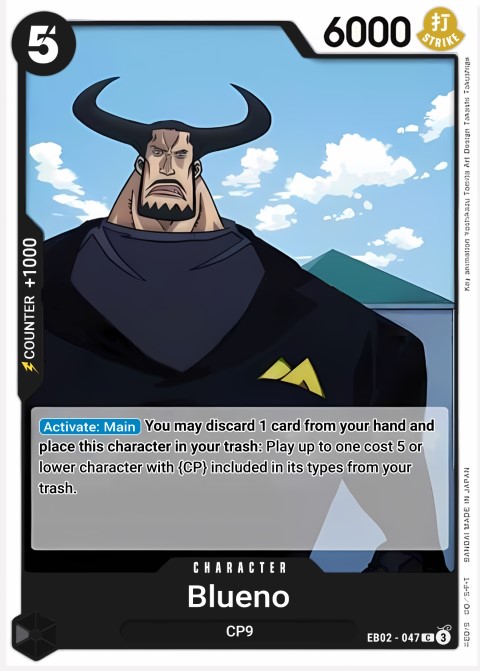 5
6000
打
STRIKE
Key animation Yoshikazu Tomita Art Design Takashi Takushige
COUNTER +1000
Activate: Main You may discard 1 card from your hand and
place this character in your trash: Play up to one cost 5 or
lower character with {CP} included in its types from your
trash.
BANDAI MADE IN JAPAN
CHARACTER
Blueno
CP9
EB02 - 047 C 3